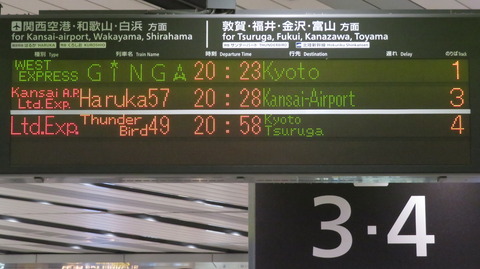 関西空港・和歌山・白浜 方面
for Kansai-airport, Wakayama, Shirahama
敦賀・福井・金沢・富山 方面
for Tsuruga, Fukui, Kanazawa, Toyama
種別 Type 列車名 Train Name 時刻 Departure Time 行先 Destination 遅れ Delay のりば
WEST EXPRESS GINGA 20:23 Kyoto 1
Kansai A.P. Ltd.Exp. Haruka57 20:28 Kansai-Airport 3
Ltd.Exp. Thunder Bird49 20:58 Kyoto Tsuruga 4
3・4